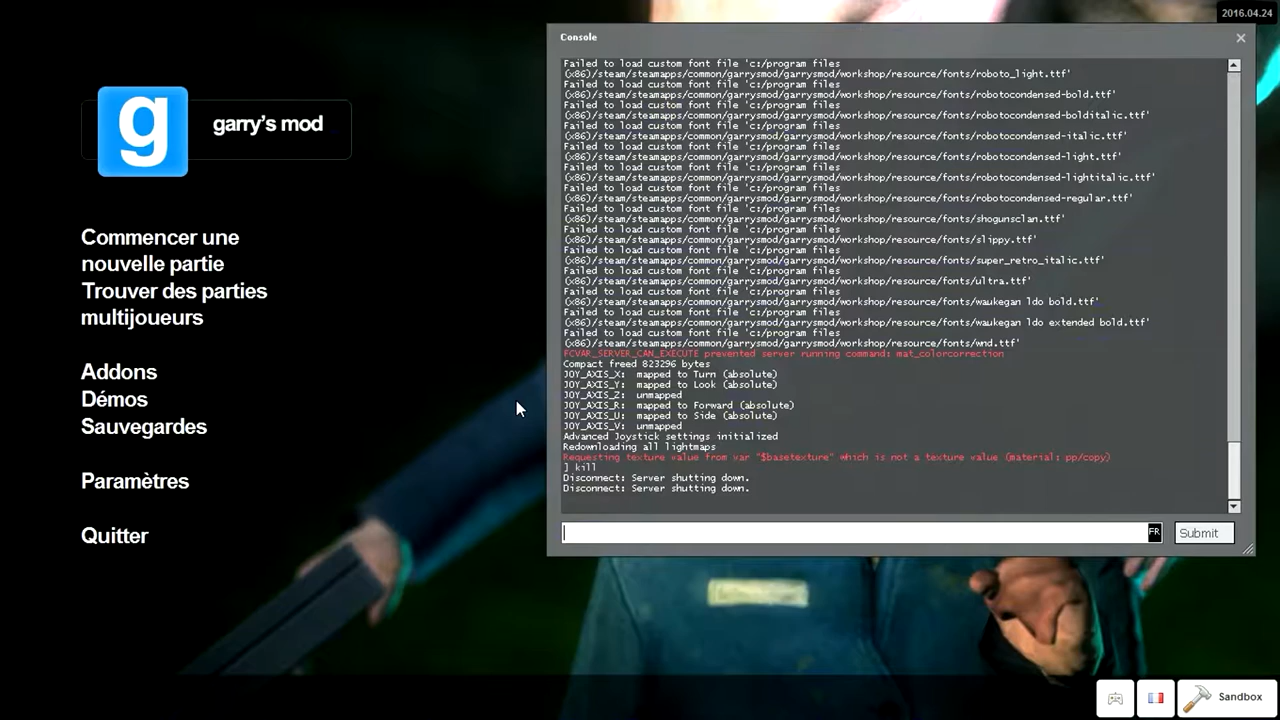 2016.04.24
g garry's mod
Commencer une
nouvelle partie
Trouver des parties
multijoueurs
Addons
Démos
Sauvegardes
Paramètres
Quitter
Console
Failed to load custom font file 'c:/program files
(x86)/steam/steamapps/common/garrysmod/garrysmod/workshop/resource/fonts/roboto_light.ttf'
Failed to load custom font file 'c:/program files
(x86)/steam/steamapps/common/garrysmod/garrysmod/workshop/resource/fonts/robotocondensed-bold.ttf'
Failed to load custom font file 'c:/program files
(x86)/steam/steamapps/common/garrysmod/garrysmod/workshop/resource/fonts/robotocondensed-bolditalic.ttf'
Failed to load custom font file 'c:/program files
(x86)/steam/steamapps/common/garrysmod/garrysmod/workshop/resource/fonts/robotocondensed-italic.ttf'
Failed to load custom font file 'c:/program files
(x86)/steam/steamapps/common/garrysmod/garrysmod/workshop/resource/fonts/robotocondensed-light.ttf'
Failed to load custom font file 'c:/program files
(x86)/steam/steamapps/common/garrysmod/garrysmod/workshop/resource/fonts/robotocondensed-lightitalic.ttf'
Failed to load custom font file 'c:/program files
(x86)/steam/steamapps/common/garrysmod/garrysmod/workshop/resource/fonts/robotocondensed-regular.ttf'
Failed to load custom font file 'c:/program files
(x86)/steam/steamapps/common/garrysmod/garrysmod/workshop/resource/fonts/shogunsclan.ttf'
Failed to load custom font file 'c:/program files
(x86)/steam/steamapps/common/garrysmod/garrysmod/workshop/resource/fonts/slippy.ttf'
Failed to load custom font file 'c:/program files
(x86)/steam/steamapps/common/garrysmod/garrysmod/workshop/resource/fonts/super_retro_italic.ttf'
Failed to load custom font file 'c:/program files
(x86)/steam/steamapps/common/garrysmod/garrysmod/workshop/resource/fonts/ultra.ttf'
Failed to load custom font file 'c:/program files
(x86)/steam/steamapps/common/garrysmod/garrysmod/workshop/resource/fonts/waukegan ldo bold.ttf'
Failed to load custom font file 'c:/program files
(x86)/steam/steamapps/common/garrysmod/garrysmod/workshop/resource/fonts/waukegan ldo extended bold.ttf'
Failed to load custom font file 'c:/program files
(x86)/steam/steamapps/common/garrysmod/garrysmod/workshop/resource/fonts/wnd.ttf'
FCVAR_SERVER_CAN_EXECUTE prevented server running command: mat_colorcorrection
Compact freed 823296 bytes
JOY_AXIS_X: mapped to Turn (absolute)
JOY_AXIS_Y: mapped to Look (absolute)
JOY_AXIS_Z: unmapped
JOY_AXIS_R: mapped to Forward (absolute)
JOY_AXIS_U: mapped to Side (absolute)
JOY_AXIS_V: unmapped
Advanced Joystick settings initialized
Redownloading all lightmaps
Requesting texture value from var "$basetexture" which is not a texture value (material: pp/copy)
] kill
Disconnect: Server shutting down.
Disconnect: Server shutting down.
FR
Submit
Sandbox